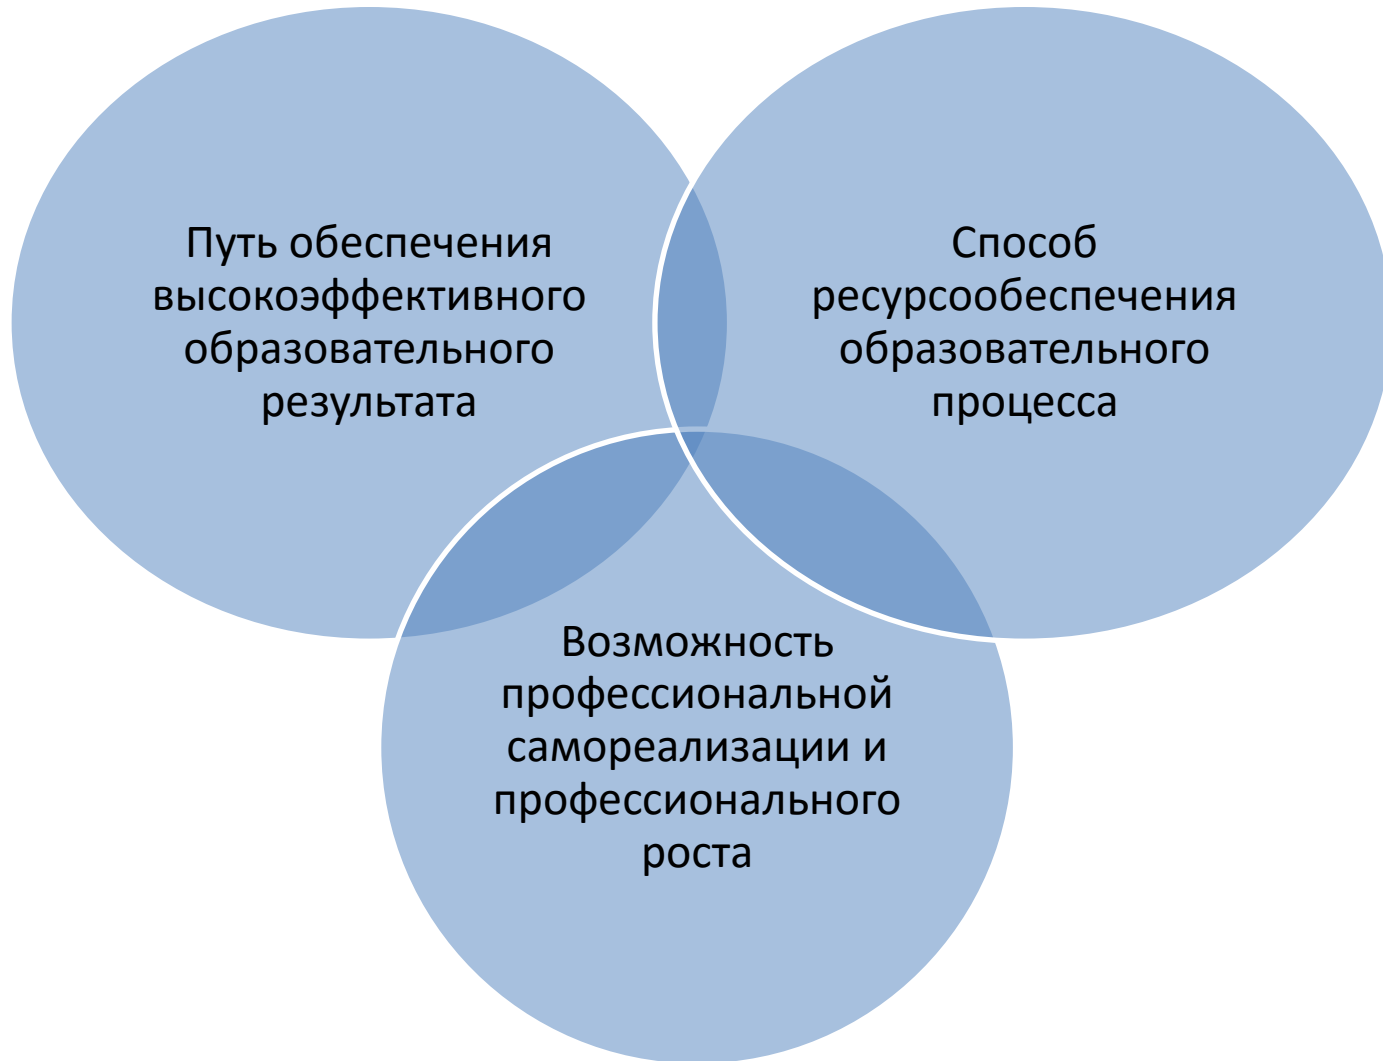 Путь обеспечения
высокоэффективного
образовательного
результата
Способ
ресурсообеспечения
образовательного
процесса
Возможность
профессиональной
самореализации и
профессионального
роста